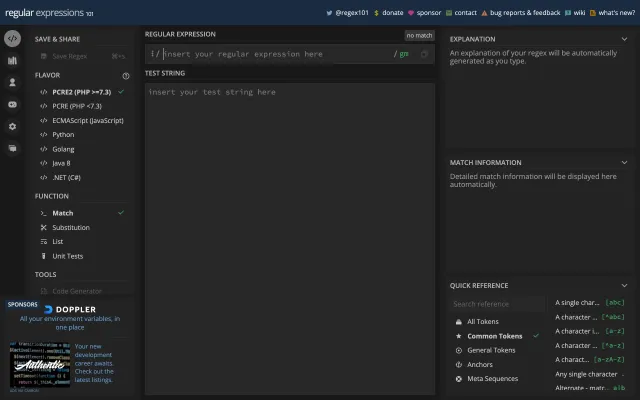 regular expressions 101
@regex101
$ donate
sponsor
contact
bug reports & feedback
wiki
what's new?
SAVE & SHARE
Save Regex
⌘+s
FLAVOR
PCRE2 (PHP >=7.3)
PCRE (PHP <7.3)
ECMAScript (JavaScript)
Python
Golang
Java 8
.NET (C#)
FUNCTION
Match
Substitution
List
Unit Tests
TOOLS
Code Generator
SPONSORS
DOPPLER
All your environment variables, in
one place
Authentic
Your new
development
career awaits.
Check out the
latest listings.
REGULAR EXPRESSION
no match
/ insert your regular expression here
/ gm
TEST STRING
insert your test string here
EXPLANATION
An explanation of your regex will be automatically
generated as you type.
MATCH INFORMATION
Detailed match information will be displayed here
automatically.
QUICK REFERENCE
Search reference
All Tokens
Common Tokens
General Tokens
Anchors
Meta Sequences
A single char... [abc]
A character ... [^abc]
A character i... [a-z]
A character ... [^a-z]
A charact... [a-zA-Z]
Any single character .
Alternate - matc... a|b